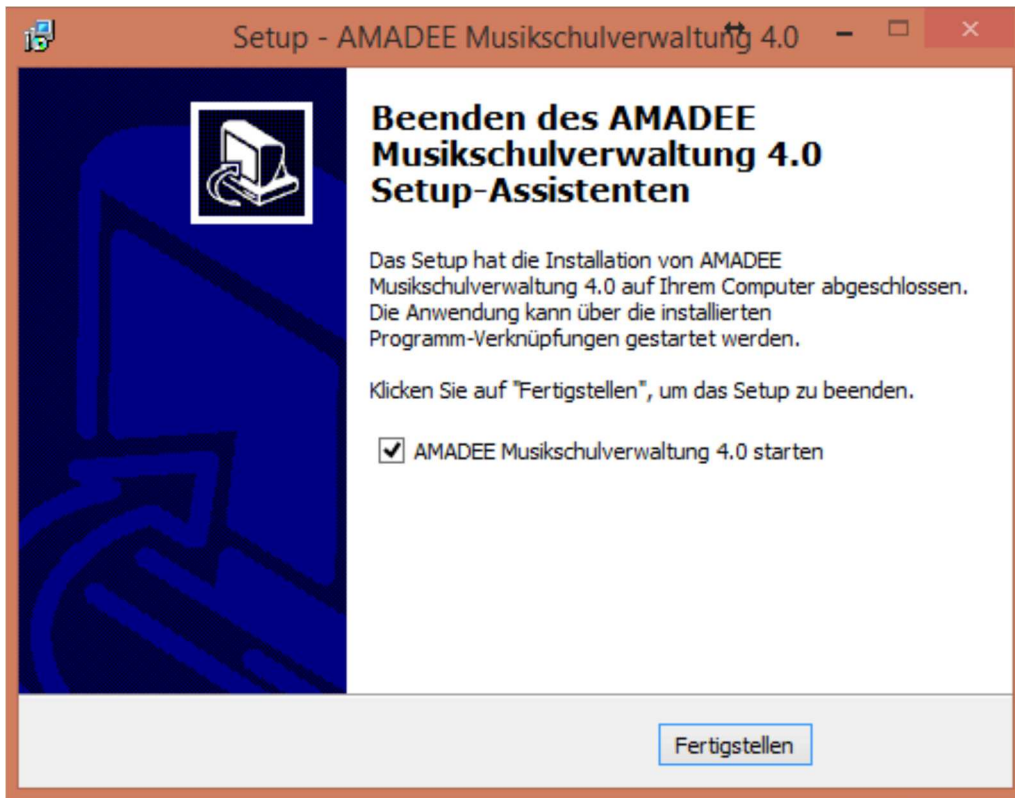 Setup - AMADEE Musikschulverwaltung 4.0
Beenden des AMADEE
Musikschulverwaltung 4.0
Setup-Assistenten
Das Setup hat die Installation von AMADEE
Musikschulverwaltung 4.0 auf Ihrem Computer abgeschlossen.
Die Anwendung kann über die installierten
Programm-Verknüpfungen gestartet werden.
Klicken Sie auf "Fertigstellen", um das Setup zu beenden.
AMADEE Musikschulverwaltung 4.0 starten
Fertigstellen